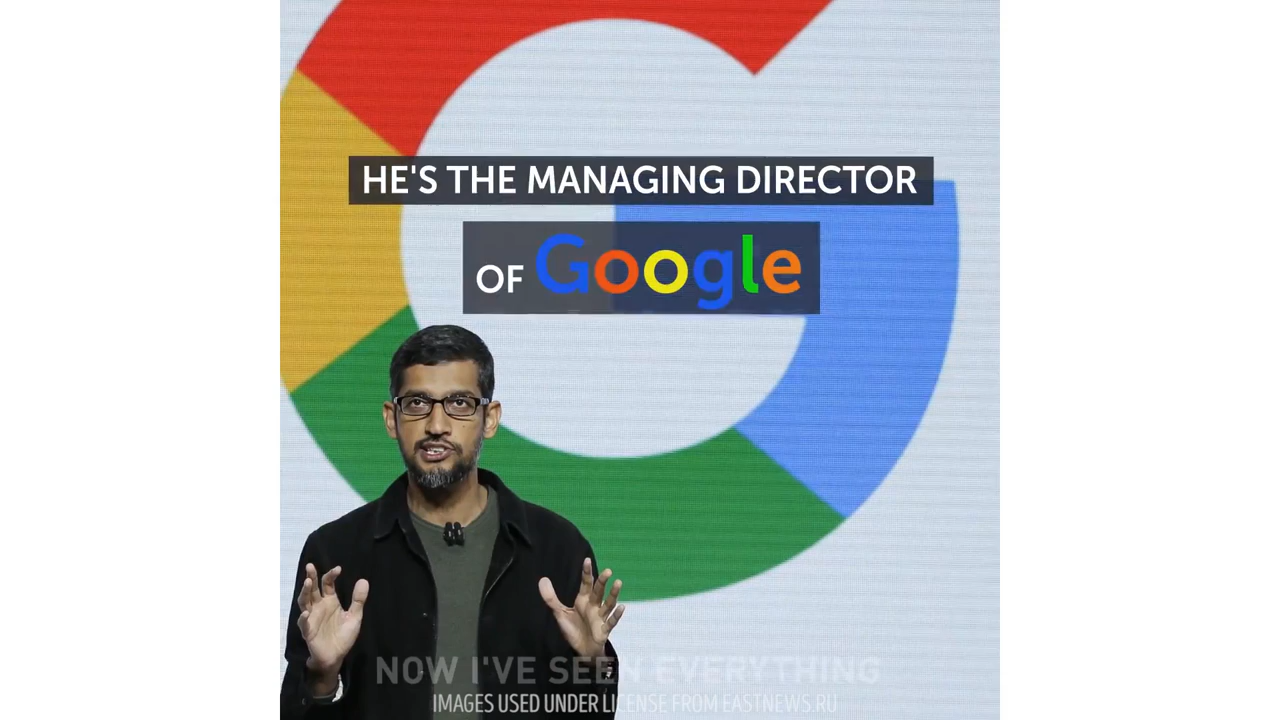 HE'S THE MANAGING DIRECTOR
OF Google
NOW I'VE SEEN EVERYTHING
IMAGES USED UNDER LICENSE FROM EASTNEWS.RU